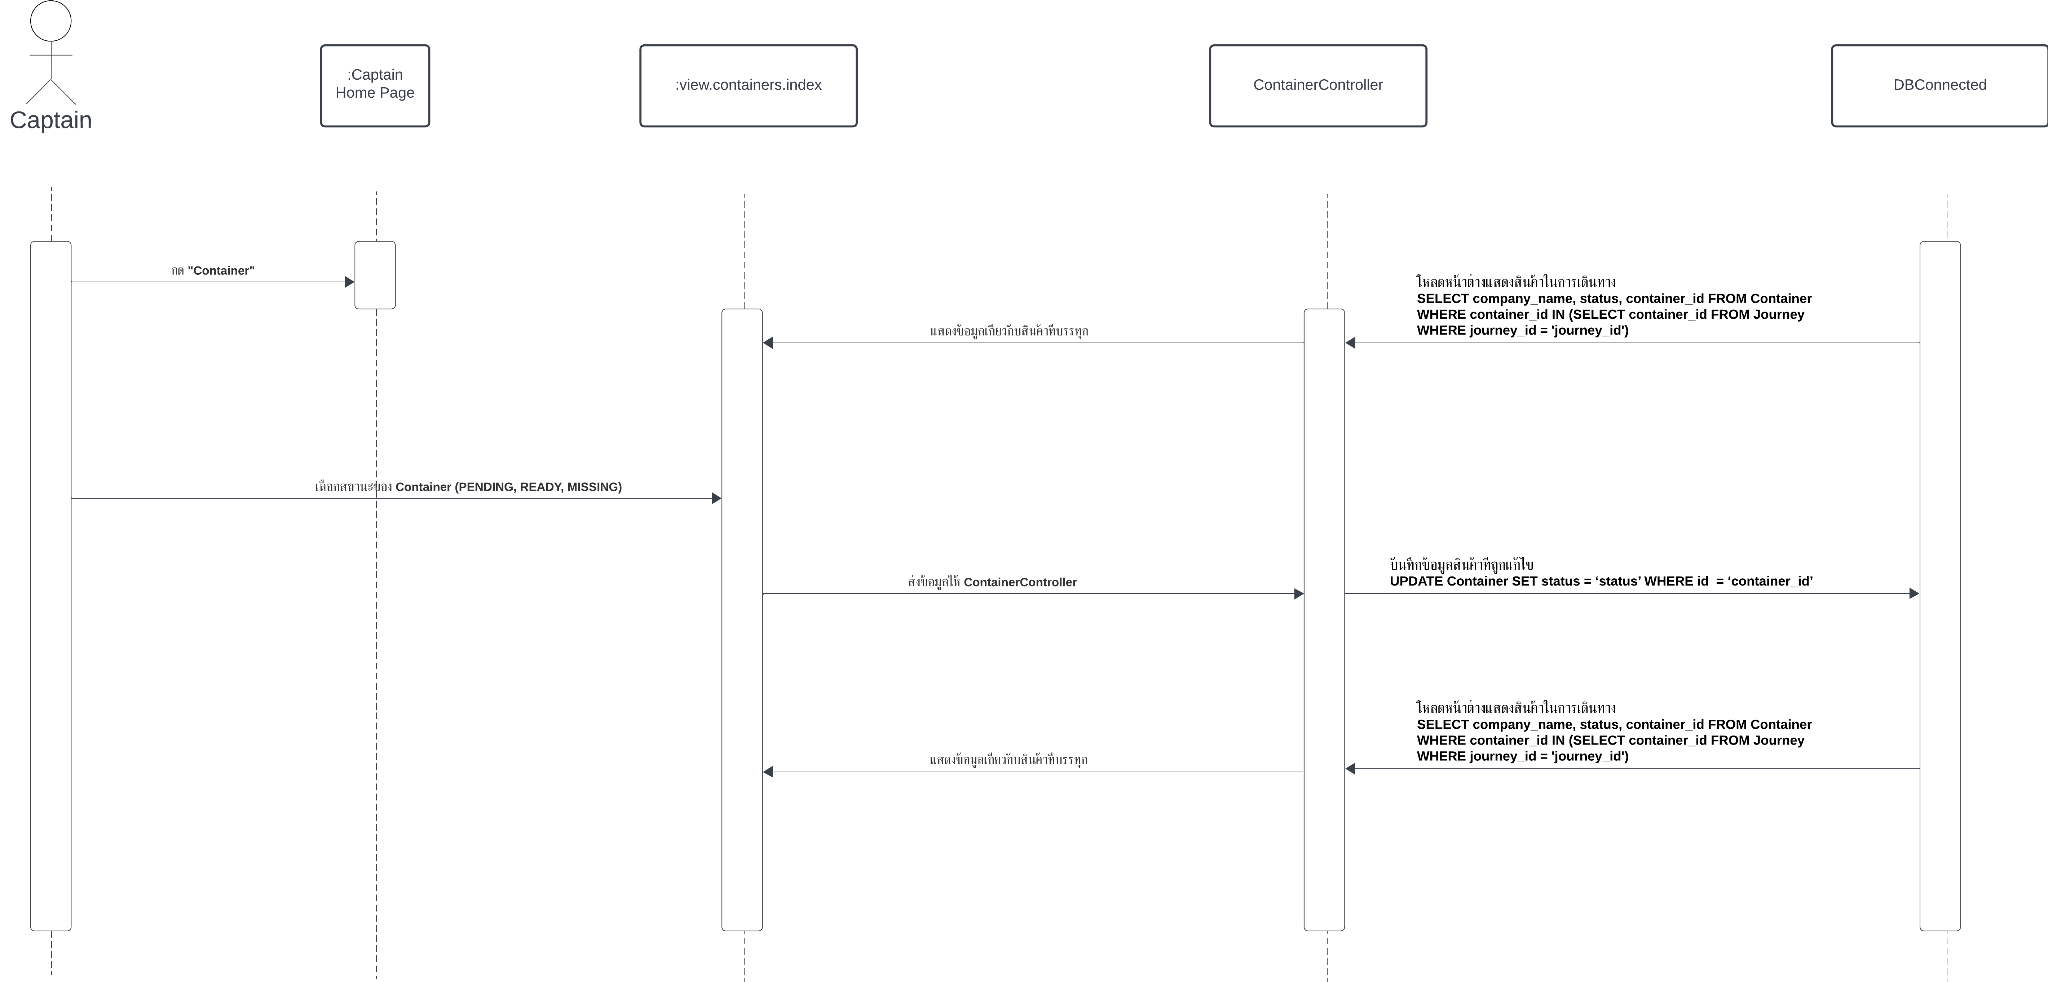 Captain
:Captain
Home Page
:view.containers.index
ContainerController
DBConnected
กด "Container"
โหลดหน้าต่างแสดงสินค้าในการเดินทาง
SELECT company_name, status, container_id FROM Container
WHERE container_id IN (SELECT container_id FROM Journey
WHERE journey_id = 'journey_id')
แสดงข้อมูลเกี่ยวกับสินค้าที่บรรทุก
เลือกสถานะของ Container (PENDING, READY, MISSING)
ส่งข้อมูลให้ ContainerController
บันทึกข้อมูลสินค้าที่ถูกแก้ไข
UPDATE Container SET status = ‘status’ WHERE id  = ‘container_id’
โหลดหน้าต่างแสดงสินค้าในการเดินทาง
SELECT company_name, status, container_id FROM Container
WHERE container_id IN (SELECT container_id FROM Journey
WHERE journey_id = 'journey_id')
แสดงข้อมูลเกี่ยวกับสินค้าที่บรรทุก